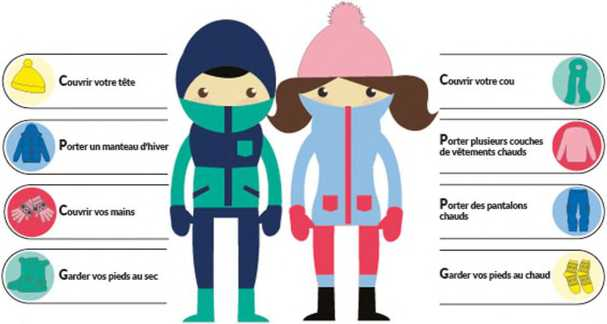 Couvrir votre tête
Porter un manteau d'hiver
Couvrir vos mains
Garder vos pieds au sec
Couvrir votre cou
Porter plusieurs couches
de vêtements chauds
Porter des pantalons
chauds
Garder vos pieds au chaud